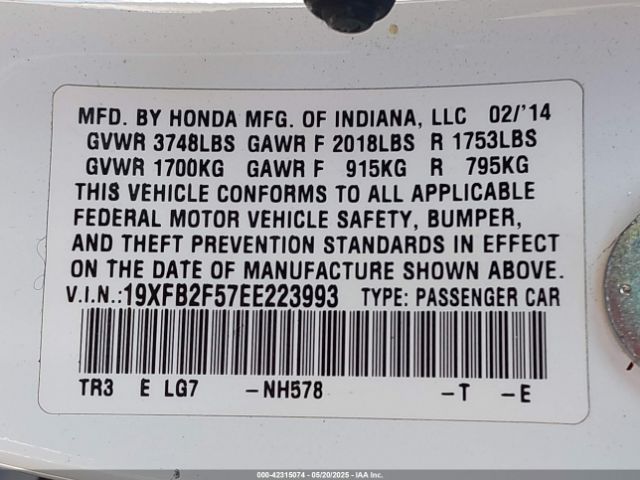 MFD. BY HONDA MFG. OF INDIANA, LLC 02/'14
GVWR 3748LBS GAWR F 2018LBS R 1753LBS
GVWR 1700KG GAWR F 915KG R 795KG
THIS VEHICLE CONFORMS TO ALL APPLICABLE
FEDERAL MOTOR VEHICLE SAFETY, BUMPER,
AND THEFT PREVENTION STANDARDS IN EFFECT
ON THE DATE OF MANUFACTURE SHOWN ABOVE.
V.I.N.:19XFB2F57EE223993 TYPE: PASSENGER CAR
TR3 E LG7 -NH578 -T -E
000-42315074 — 05/20/2025 — IAA Inc.